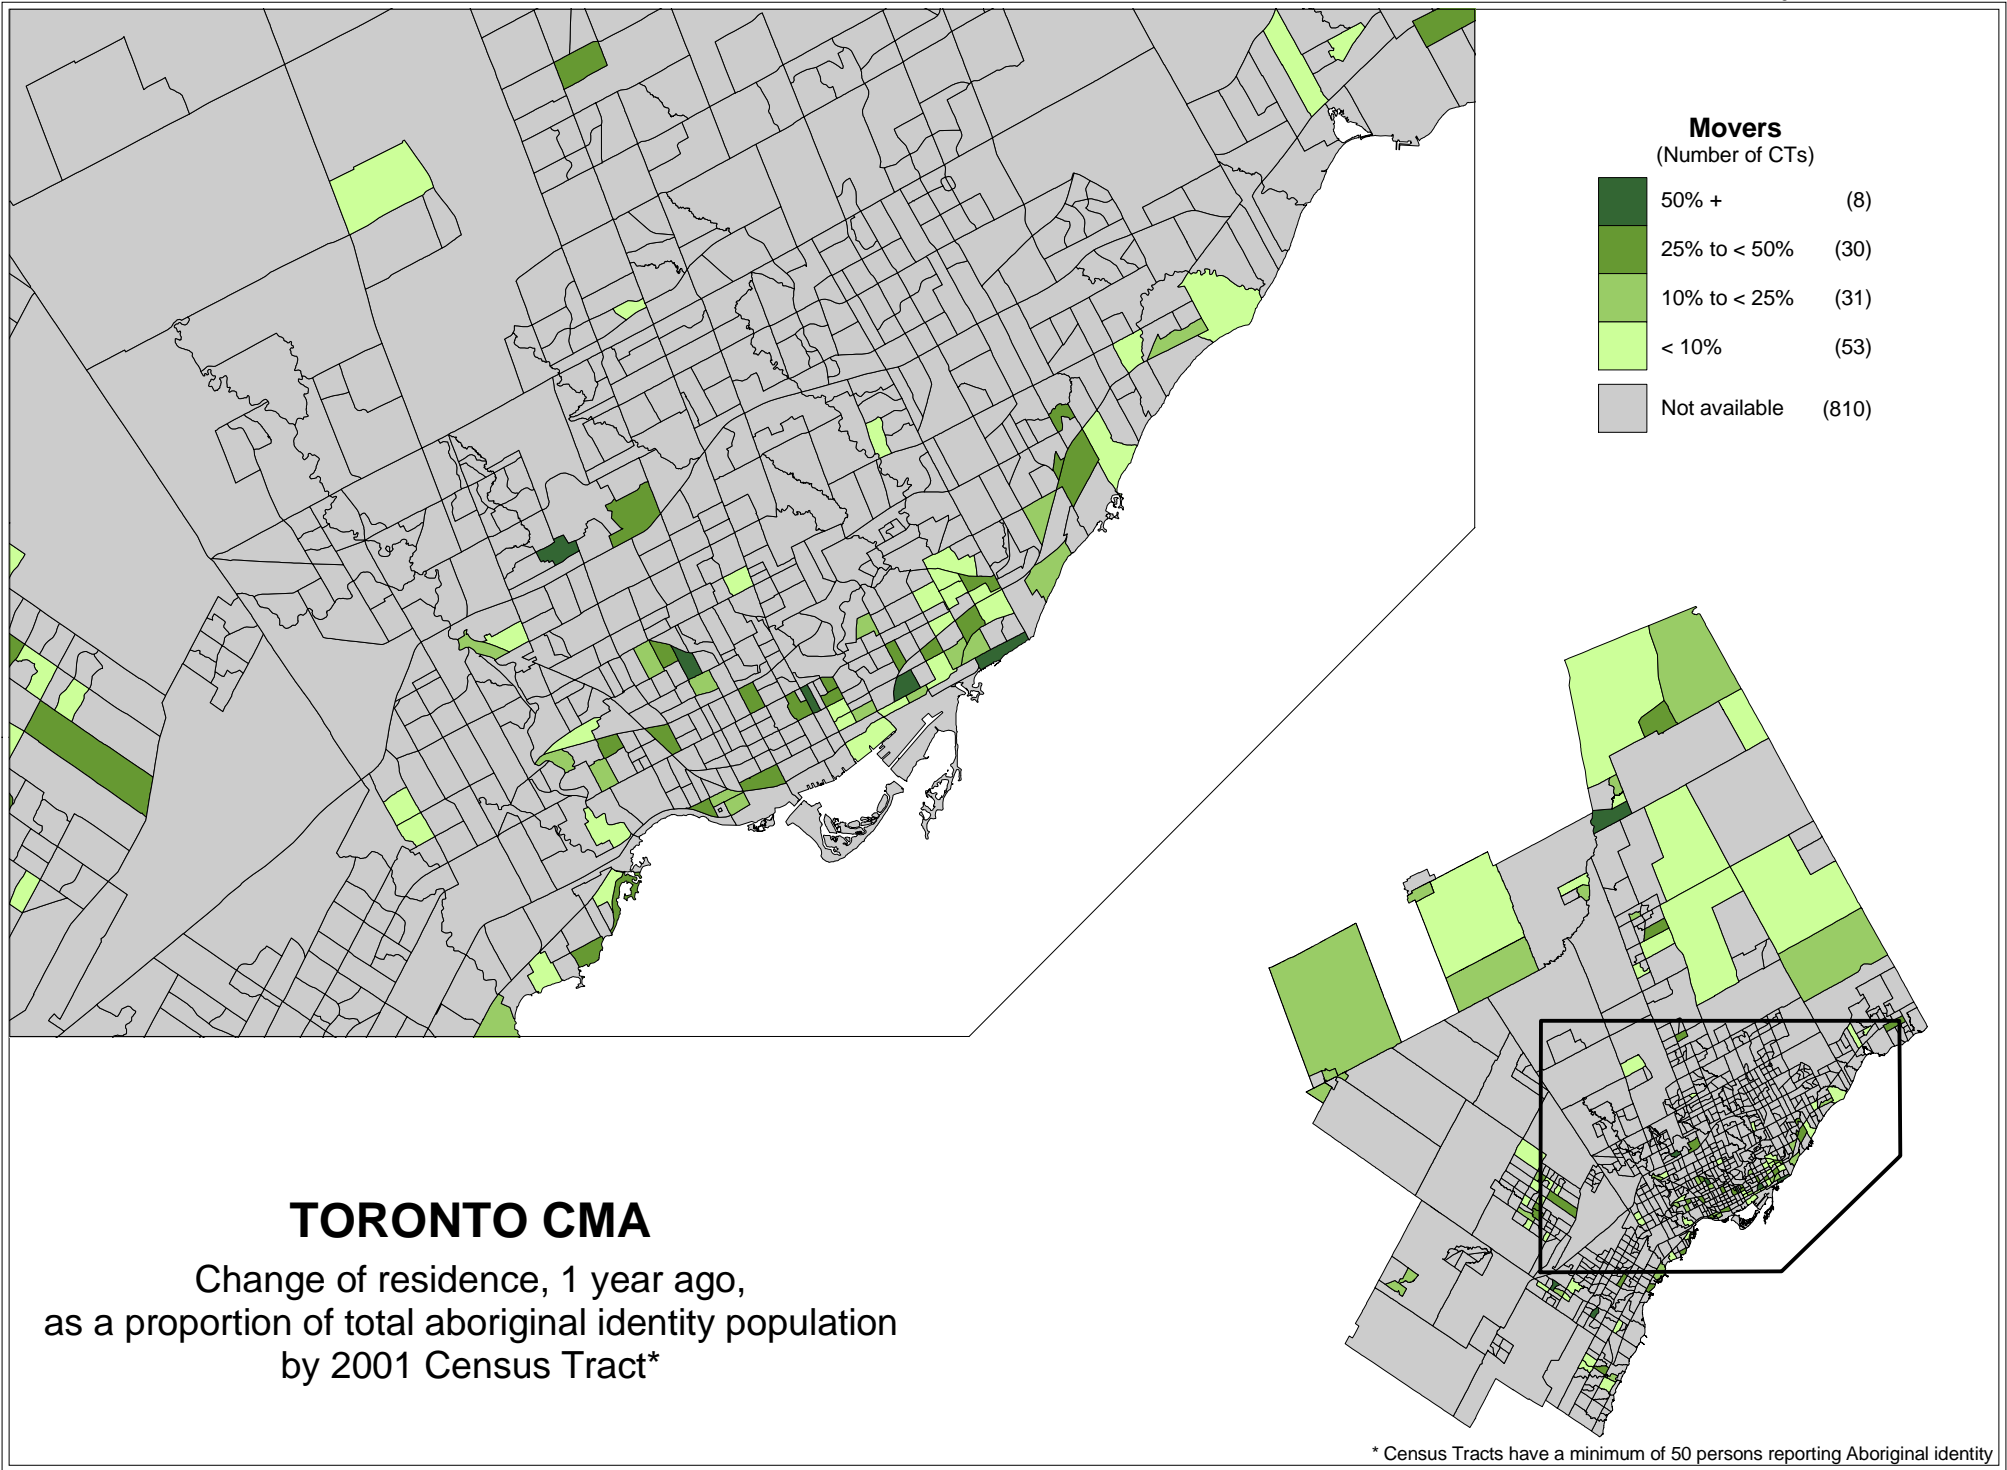 Movers
(Number of CTs)
50% + (8)
25% to < 50% (30)
10% to < 25% (31)
< 10% (53)
Not available (810)
TORONTO CMA
Change of residence, 1 year ago,
as a proportion of total aboriginal identity population
by 2001 Census Tract*
* Census Tracts have a minimum of 50 persons reporting Aboriginal identity